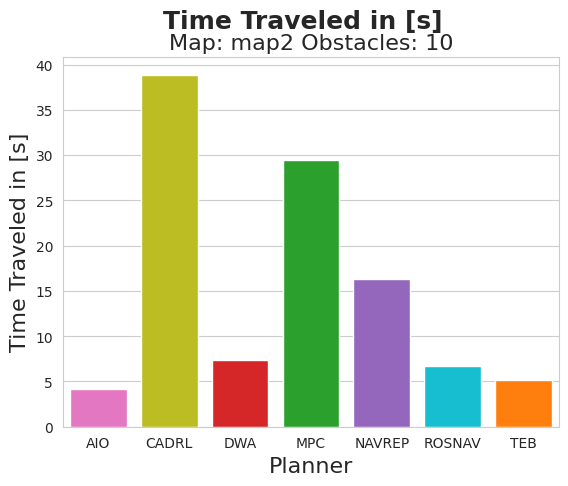 Time Traveled in [s]
Map: map2 Obstacles: 10
Time Traveled in [s]
40
35
30
25
20
15
10
5
0
AIO CADRL DWA MPC NAVREP ROSNAV TEB
Planner